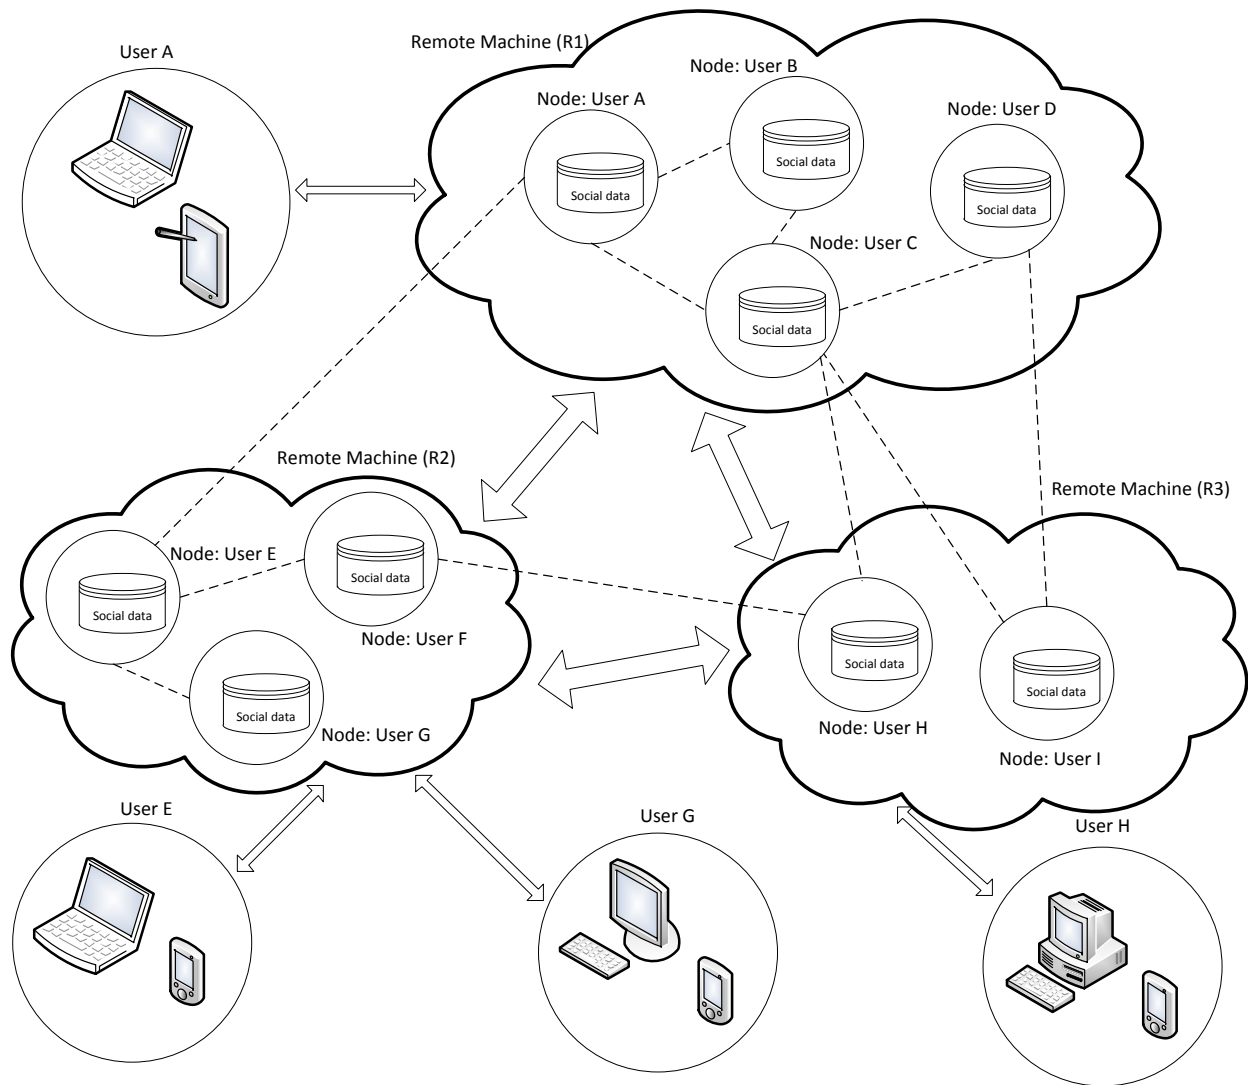 User A
Remote Machine (R1)
Node: User B
Node: User A
Node: User D
Social data
Social data
Social data
Node: User C
Social data
Remote Machine (R2)
Remote Machine (R3)
Node: User E
Social data
Social data
Node: User F
Social data
Node: User G
Social data
Node: User H
Social data
Node: User I
User E
User G
User H